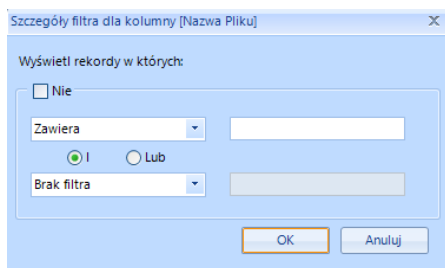 Szczegóły filtra dla kolumny [Nazwa Pliku] X
Wyświetl rekordy w których:
Nie
Zawiera
I Lub
Brak filtra
OK Anuluj